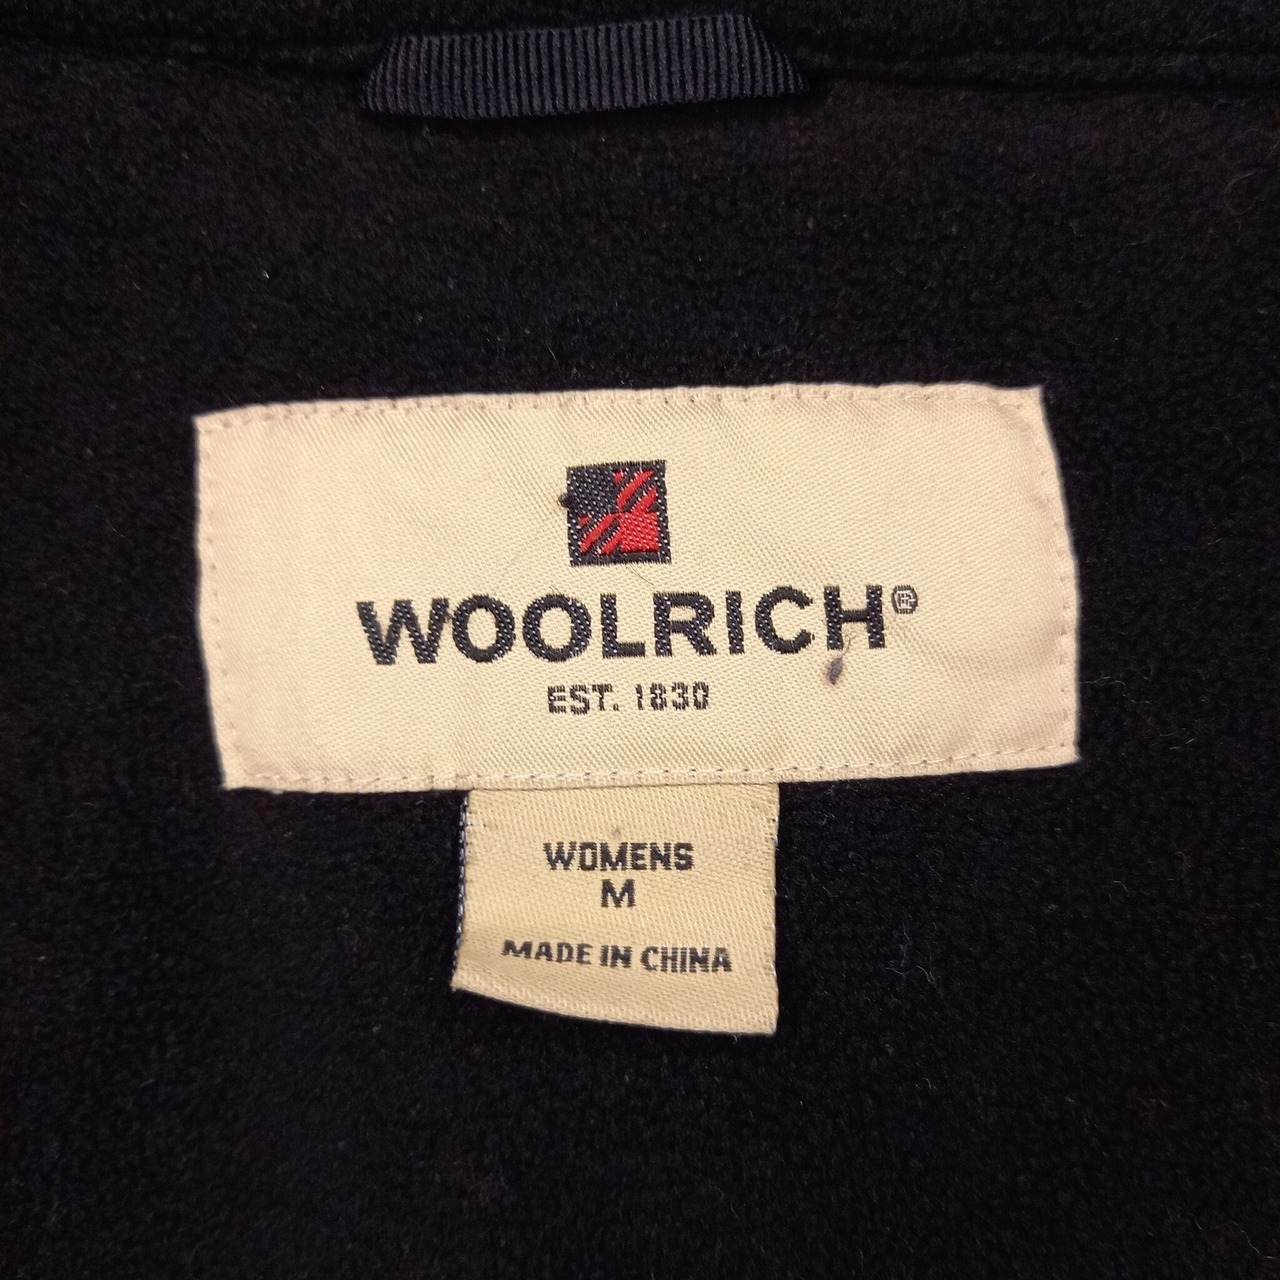 WOOLRICH®
EST. 1830
WOMENS
M
MADE IN CHINA